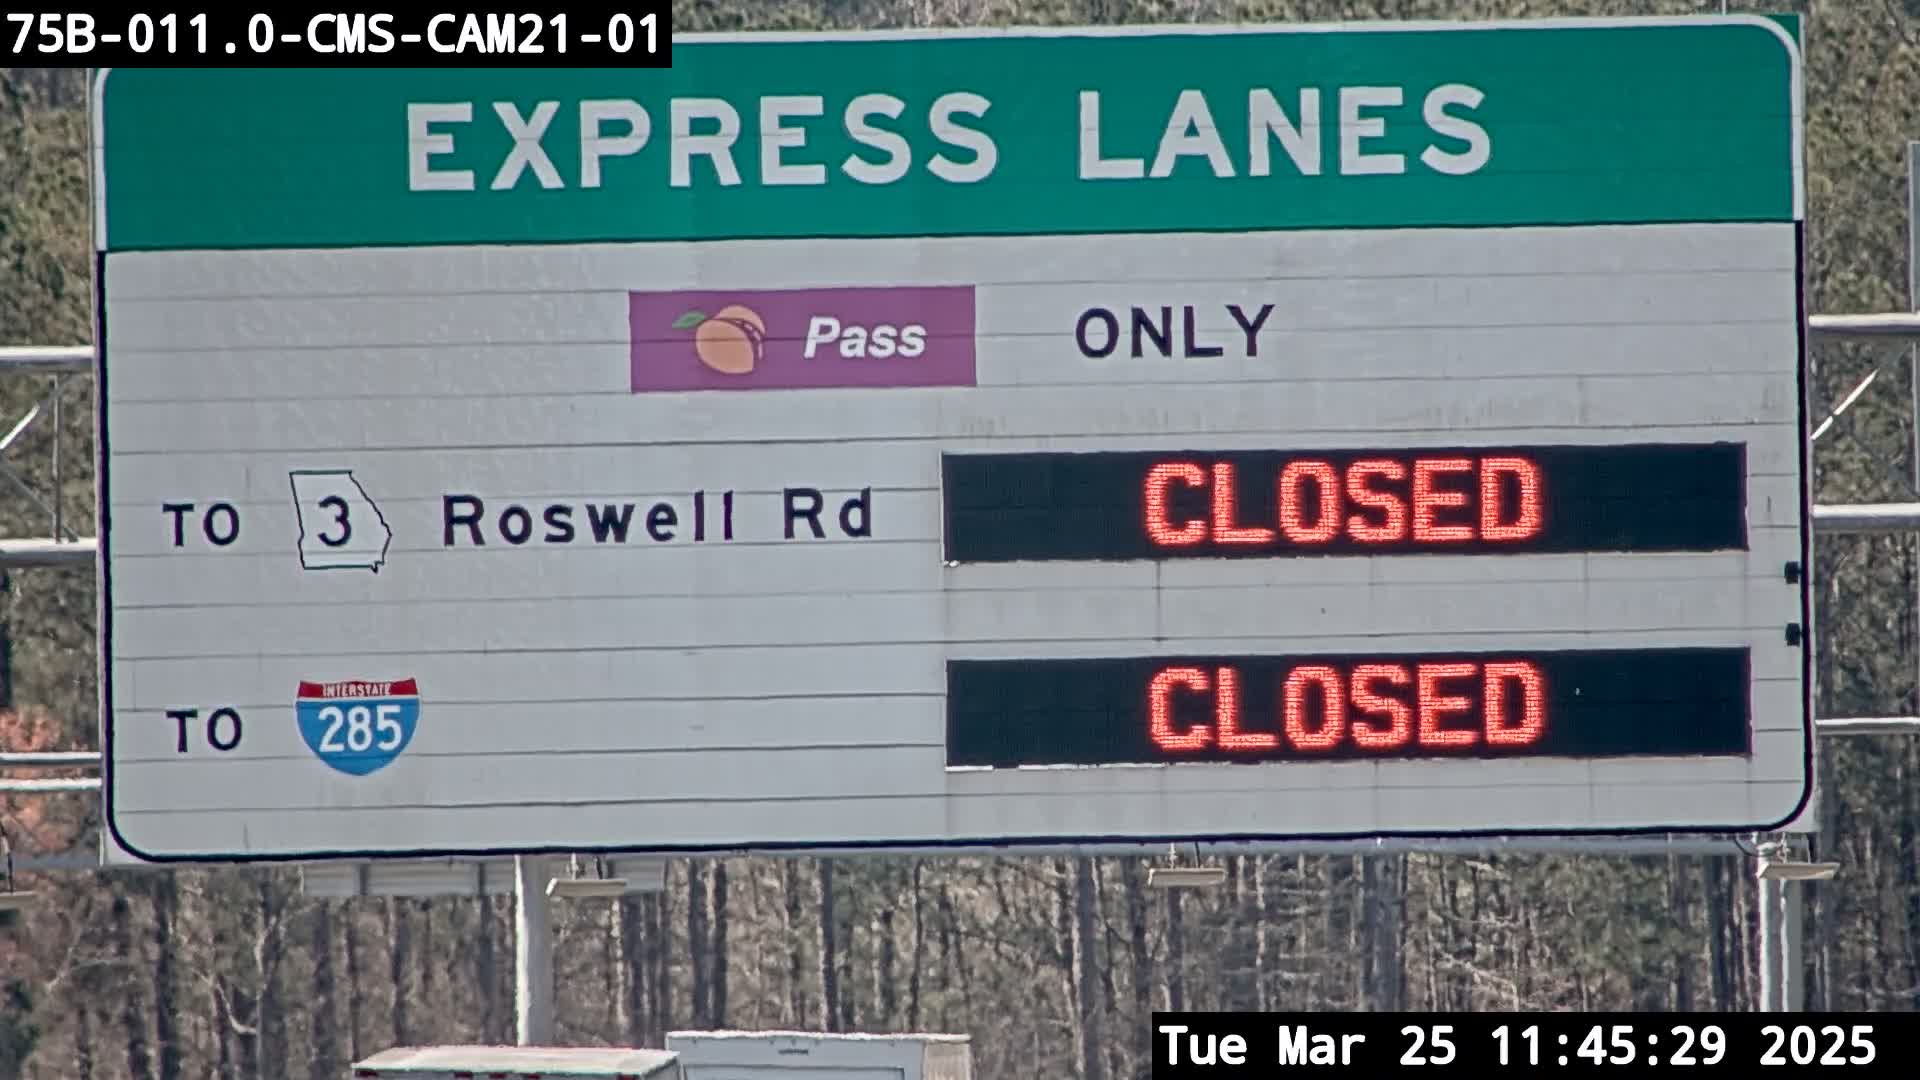 75B-011.0-CMS-CAM21-01
EXPRESS LANES
Pass ONLY
TO 3 Roswell Rd CLOSED
TO INTERSTATE 285 CLOSED
Tue Mar 25 11:45:29 2025